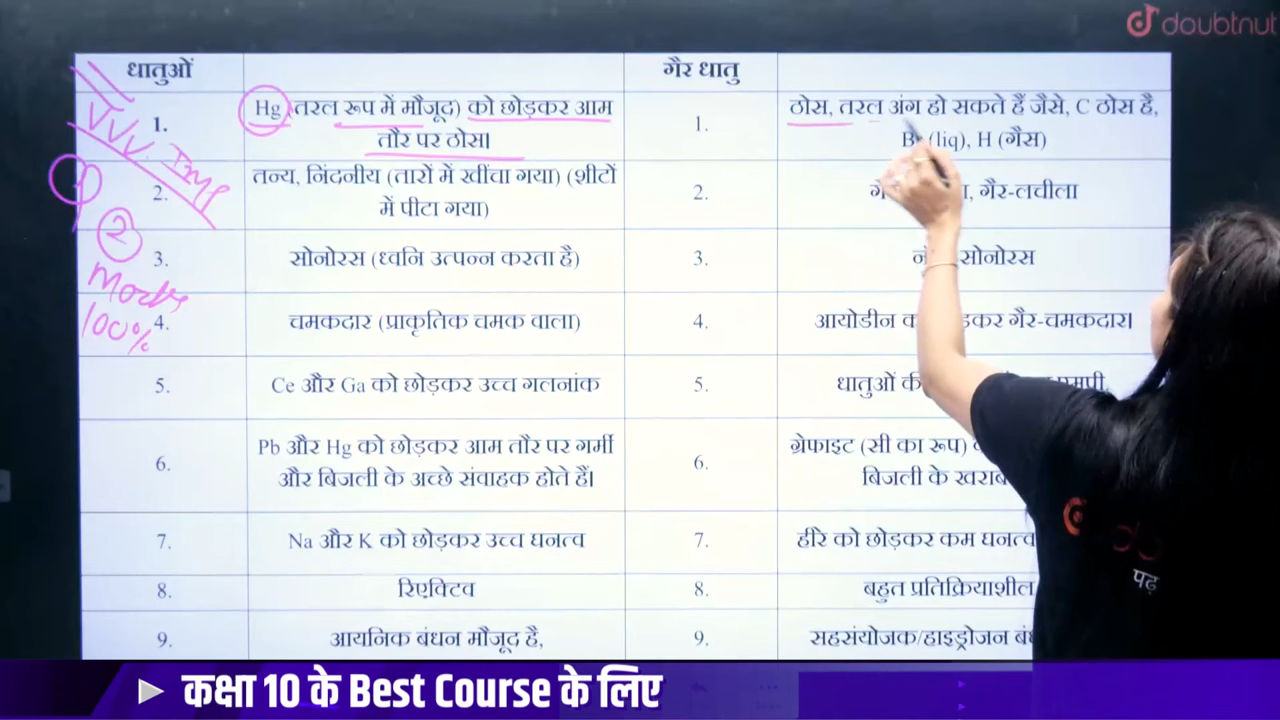 doubtnut
धातुओं
गैर धातु
1.
Hg (तरल रूप में मौजूद) को छोड़कर आम
तौर पर ठोस।
1.
ठोस, तरल अंग हो सकते हैं जैसे, C ठोस है,
(liq), H (गैस)
2.
तन्य, निंदनीय (तारों में खींचा गया) (शीटों
में पीटा गया)
2.
गैर-लचीला
3.
सोनोरस (ध्वनि उत्पन्न करता है)
3.
सोनोरस
4.
चमकदार (प्राकृतिक चमक वाला)
4.
आयोडीन छोड़कर गैर-चमकदार।
5.
Ce और Ga को छोड़कर उच्च गलनांक
5.
धातुओं की
6.
Pb और Hg को छोड़कर आम तौर पर गर्मी
और बिजली के अच्छे संवाहक होते हैं।
6.
ग्रेफाइट (सी का रूप)
बिजली के खराब
7.
Na और K को छोड़कर उच्च घनत्व
7.
हीरे को छोड़कर कम घनत्व
8.
रिएक्टिव
8.
बहुत प्रतिक्रियाशील
9.
आयनिक बंधन मौजूद है,
9.
सहसंयोजक/हाइड्रोजन
VVV. Imp
1
2
Marks
100%
पढ़
कक्षा 10 के Best Course के लिए